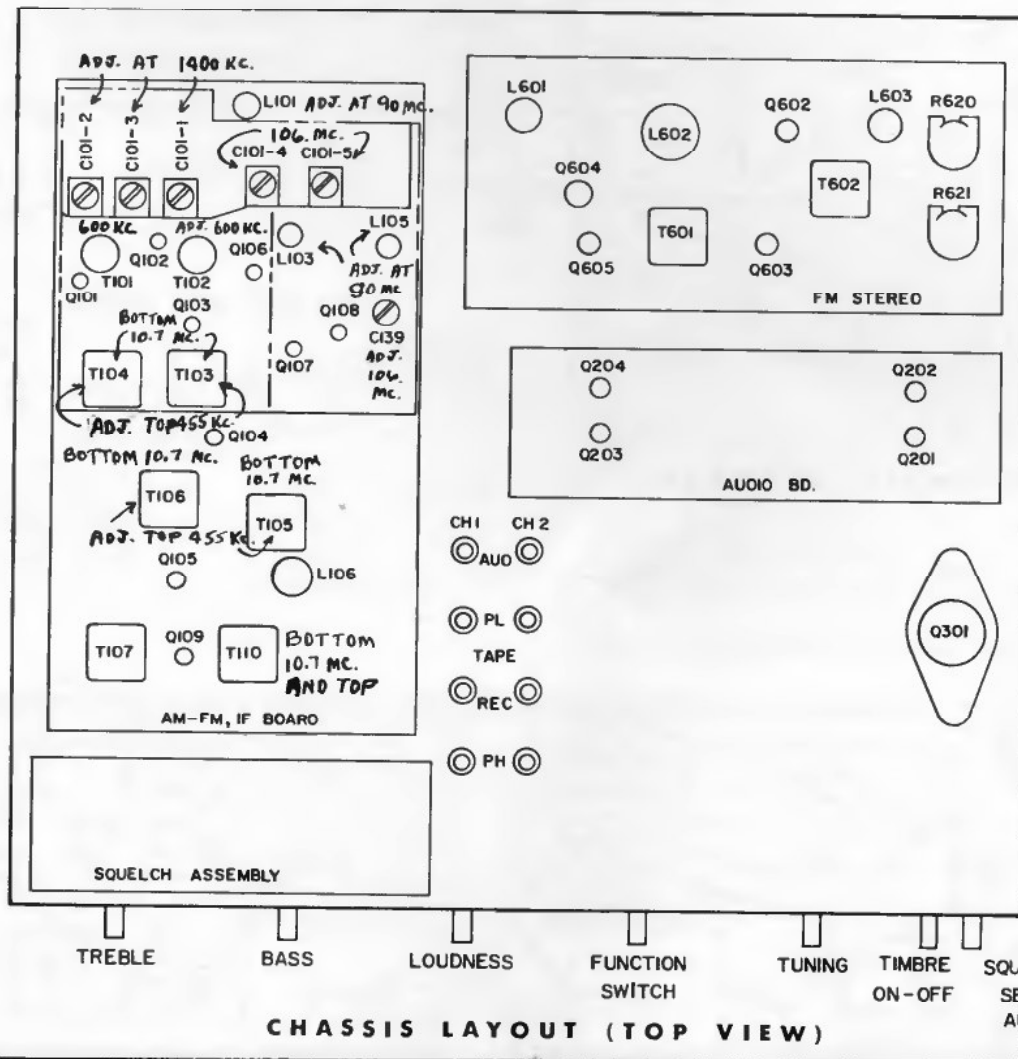 ADJ. AT 1400 KC.
C101-2
C101-3
C101-1
L101 ADJ. AT 90 MC.
106. MC.
C101-4
C101-5
600 KC.
ADJ. 600 KC.
Q101
T101
Q102
T102
Q106
L103
L105
ADJ. AT
90 MC
Q103
Q108
C139
ADJ.
106.
MC.
Q107
BOTTOM
10.7 MC.
T104
T103
ADJ. TOP 455 KC.
Q104
BOTTOM 10.7 MC.
BOTTOM
10.7 MC.
T106
T105
ADJ. TOP 455 KC.
Q105
L106
T107
Q109
T110
BOTTOM
10.7 MC.
AND TOP
AM-FM, IF BOARD
SQUELCH ASSEMBLY
L601
L602
Q602
L603
R620
Q604
T602
R621
T601
Q605
Q603
FM STEREO
Q204
Q202
Q203
Q201
AUDIO BD.
CH 1
CH 2
AUO
PL
TAPE
REC
PH
Q301
TREBLE
BASS
LOUDNESS
FUNCTION
SWITCH
TUNING
TIMBRE
ON-OFF
SQU
SE
A
CHASSIS LAYOUT (TOP VIEW)